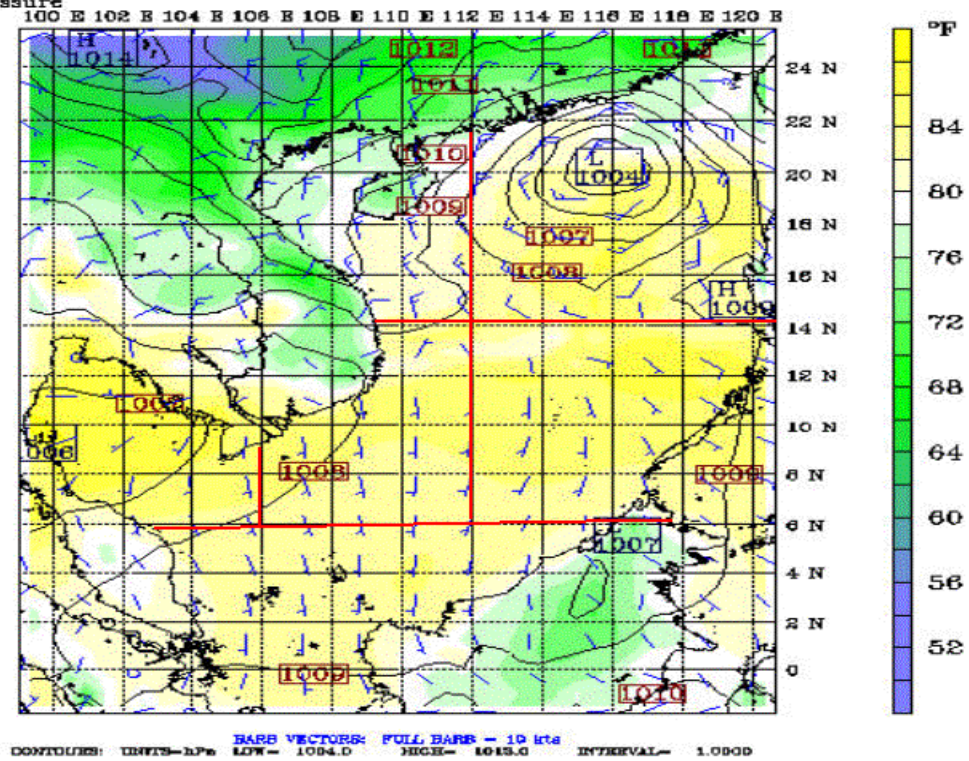 ssure
100 E 102 E 104 E 106 E 108 E 110 E 112 E 114 E 116 E 118 E 120 E
°F
H
1014
1012
1011
24 N
84
22 N
1010
L
1004
20 N
80
1009
1007
18 N
1008
16 N
76
H
1009
14 N
72
12 N
68
1007
10 N
006
64
1008
1009
8 N
6 N
60
L
1007
4 N
56
2 N
52
1009
0
1010
BARB VECTORS: FULL BARB = 10 kts
CONTOURS: UNITS=hPa LOW= 1004.0 HIGH= 1013.0 INTERVAL= 1.0000